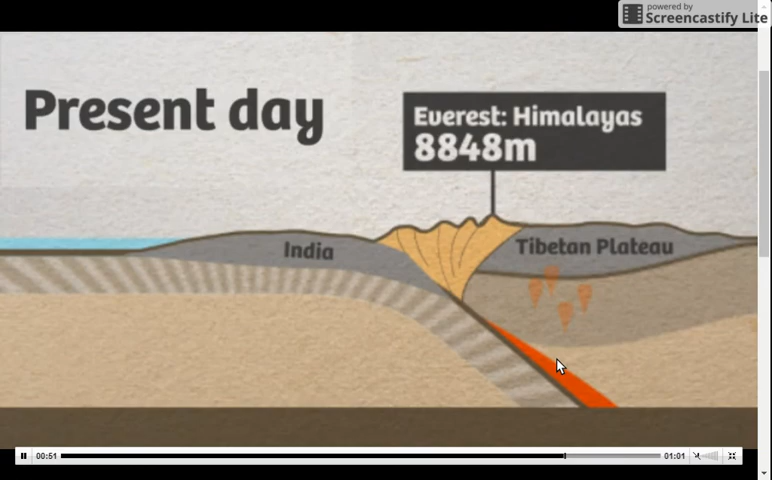 powered by
Screencastify Lite
Present day
Everest: Himalayas
8848m
India
Tibetan Plateau
00:51
01:01